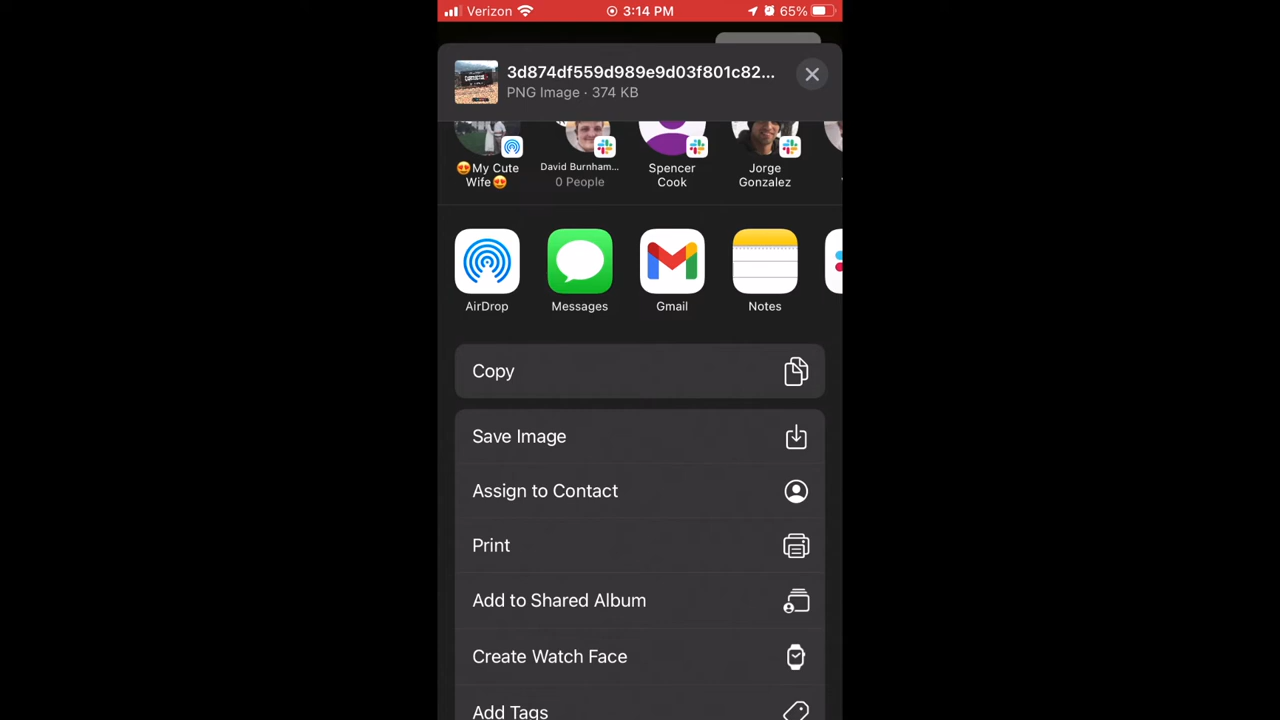 Verizon 3:14 PM 65%
3d874df559d989e9d03f801c82...
PNG Image · 374 KB
😍My Cute Wife😍
David Burnham...
0 People
Spencer Cook
Jorge Gonzalez
AirDrop
Messages
Gmail
Notes
Copy
Save Image
Assign to Contact
Print
Add to Shared Album
Create Watch Face
Add Tags